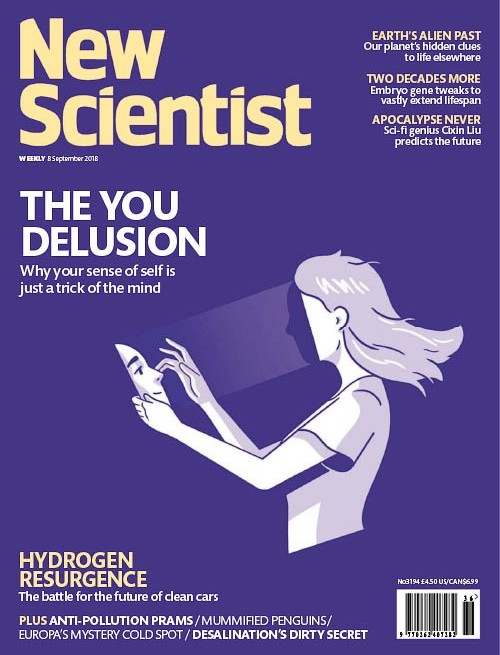 New
Scientist
WEEKLY 8 September 2018
EARTH'S ALIEN PAST
Our planet's hidden clues
to life elsewhere
TWO DECADES MORE
Embryo gene tweaks to
vastly extend lifespan
APOCALYPSE NEVER
Sci-fi genius Cixin Liu
predicts the future
THE YOU
DELUSION
Why your sense of self is
just a trick of the mind
HYDROGEN
RESURGENCE
The battle for the future of clean cars
PLUS ANTI-POLLUTION PRAMS / MUMMIFIED PENGUINS /
EUROPA'S MYSTERY COLD SPOT / DESALINATION'S DIRTY SECRET
No3194 £4.50 US/CAN$6.99
36